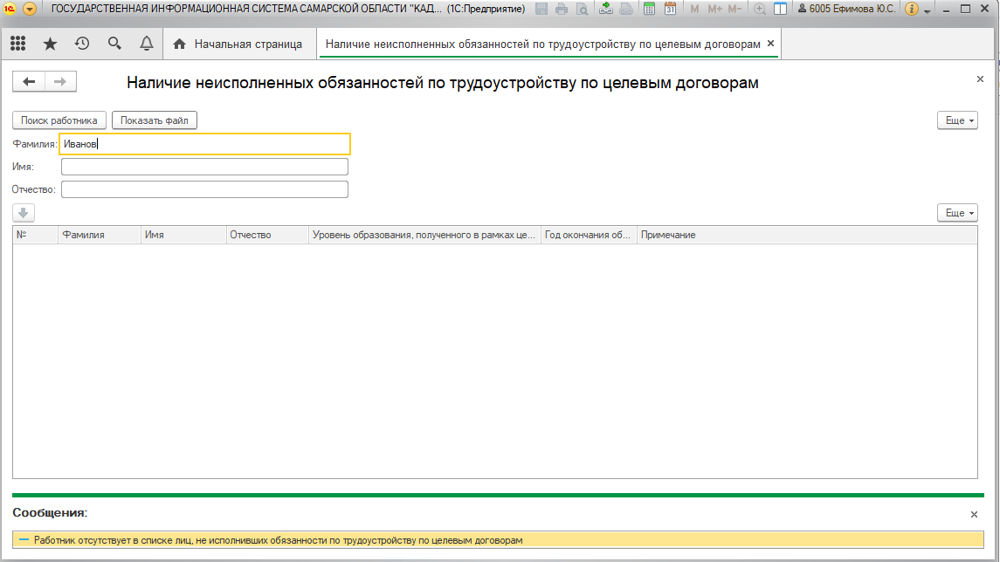 ГОСУДАРСТВЕННАЯ ИНФОРМАЦИОННАЯ СИСТЕМА САМАРСКОЙ ОБЛАСТИ "КАД... (1С:Предприятие) M M+ M- 6005 Ефимова Ю.С.
Начальная страница Наличие неисполненных обязанностей по трудоустройству по целевым договорам ×
Наличие неисполненных обязанностей по трудоустройству по целевым договорам
Поиск работника Показать файл Еще
Фамилия: Иванов
Имя:
Отчество:
Еще
№ Фамилия Имя Отчество Уровень образования, полученного в рамках це... Год окончания об... Примечание
Сообщения:
Работник отсутствует в списке лиц, не исполнивших обязанности по трудоустройству по целевым договорам